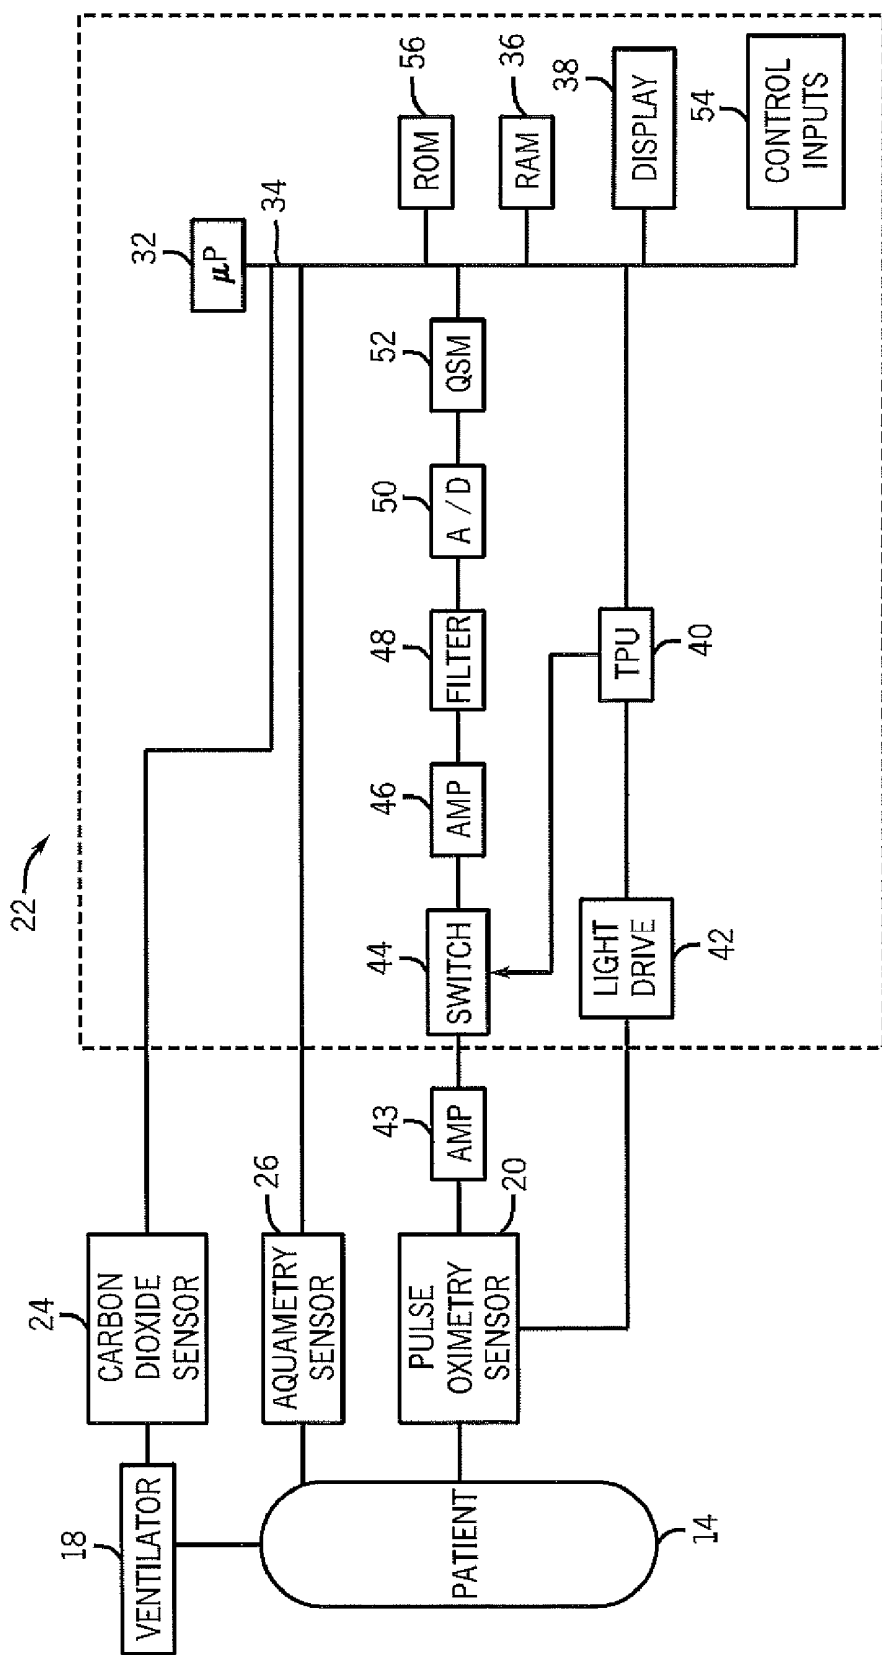 22
18
VENTILATOR
24
CARBON
DIOXIDE
SENSOR
26
AQUAMETRY
SENSOR
PATIENT
14
20
PULSE
OXIMETRY
SENSOR
43
AMP
44
SWITCH
46
AMP
48
FILTER
50
A/D
52
QSM
42
LIGHT
DRIVE
40
TPU
32
μP
34
56
ROM
36
RAM
38
DISPLAY
54
CONTROL
INPUTS